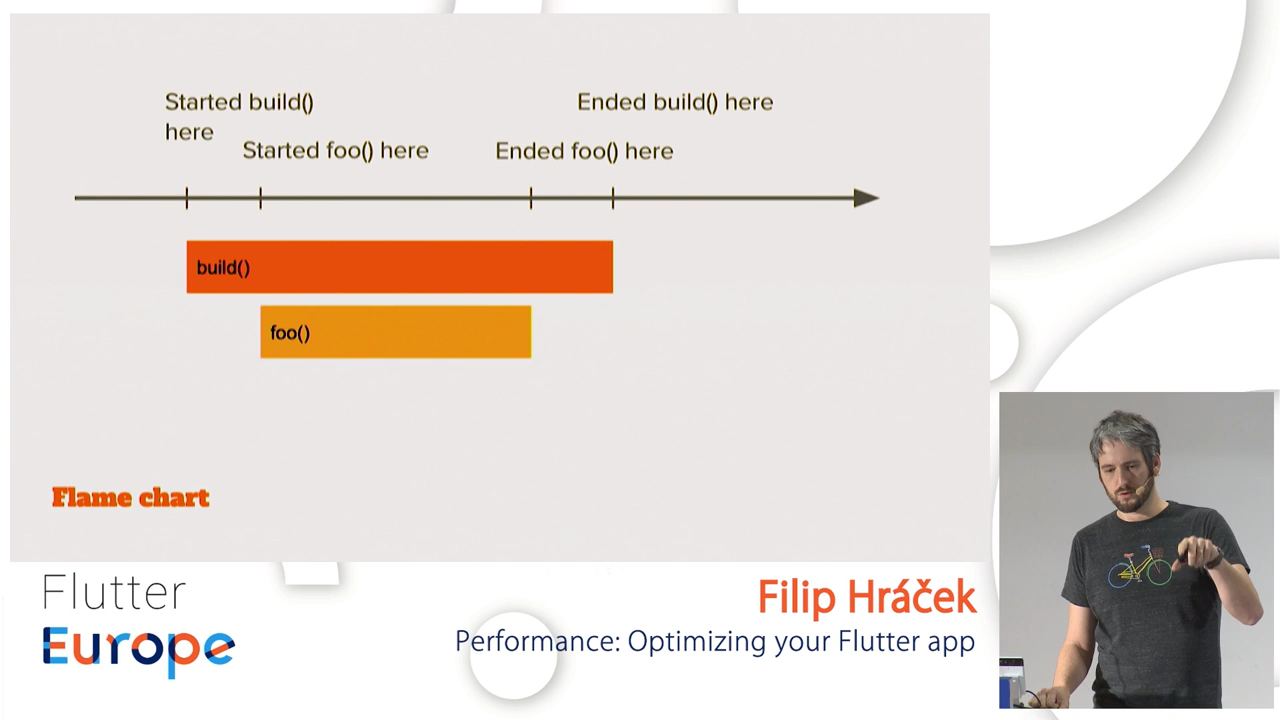 Started build()
here
Ended build() here
Started foo() here
Ended foo() here
build()
foo()
Flame chart
Flutter
Europe
Filip Hráček
Performance: Optimizing your Flutter app